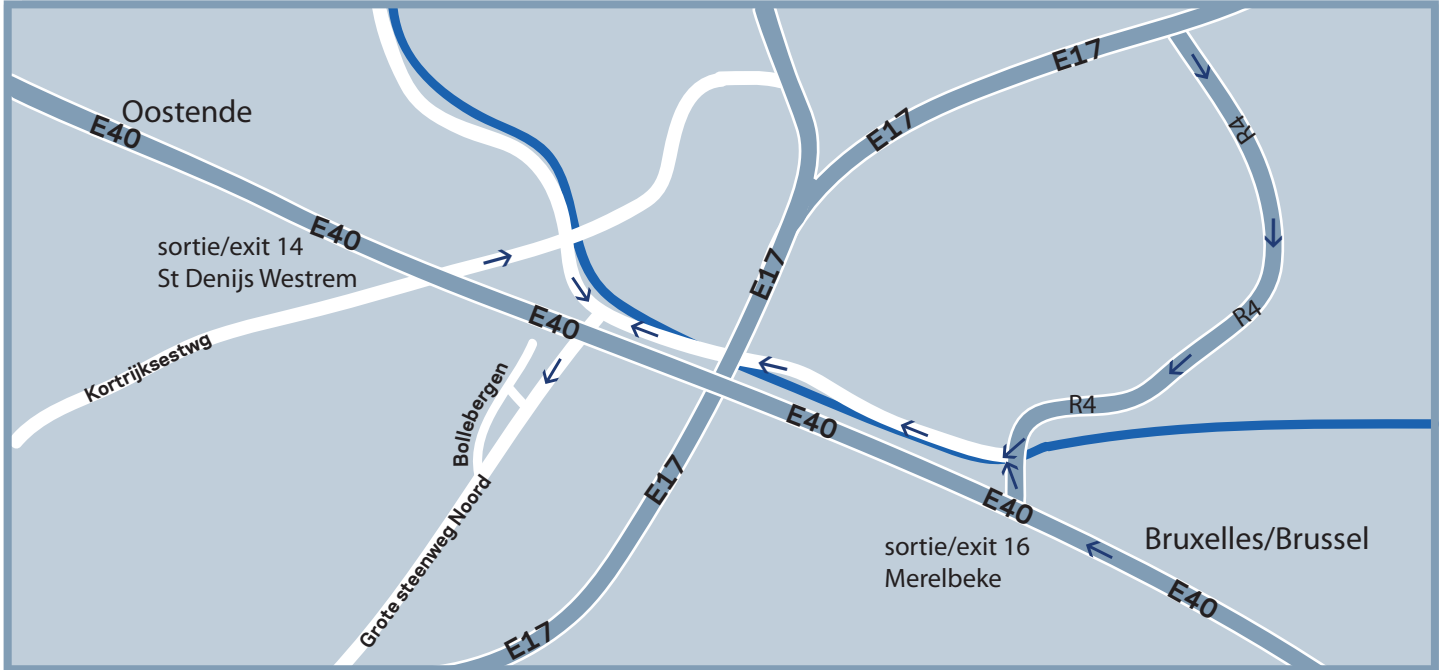 E17
Oostende
E40
E17
R4
E40
sortie/exit 14
St Denijs Westrem
E17
E40
R4
Kortrijksestwg
Bollebergen
R4
E40
E17
Grote steenweg Noord
E40
sortie/exit 16
Merelbeke
Bruxelles/Brussel
E40
E17